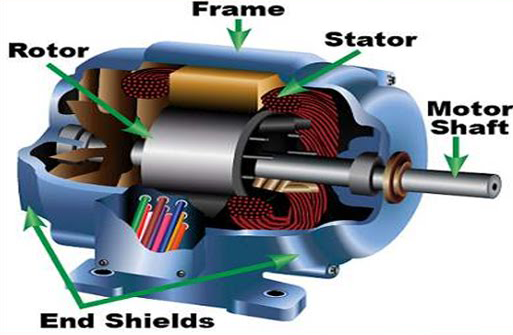 Frame
Rotor
Stator
Motor
Shaft
End Shields